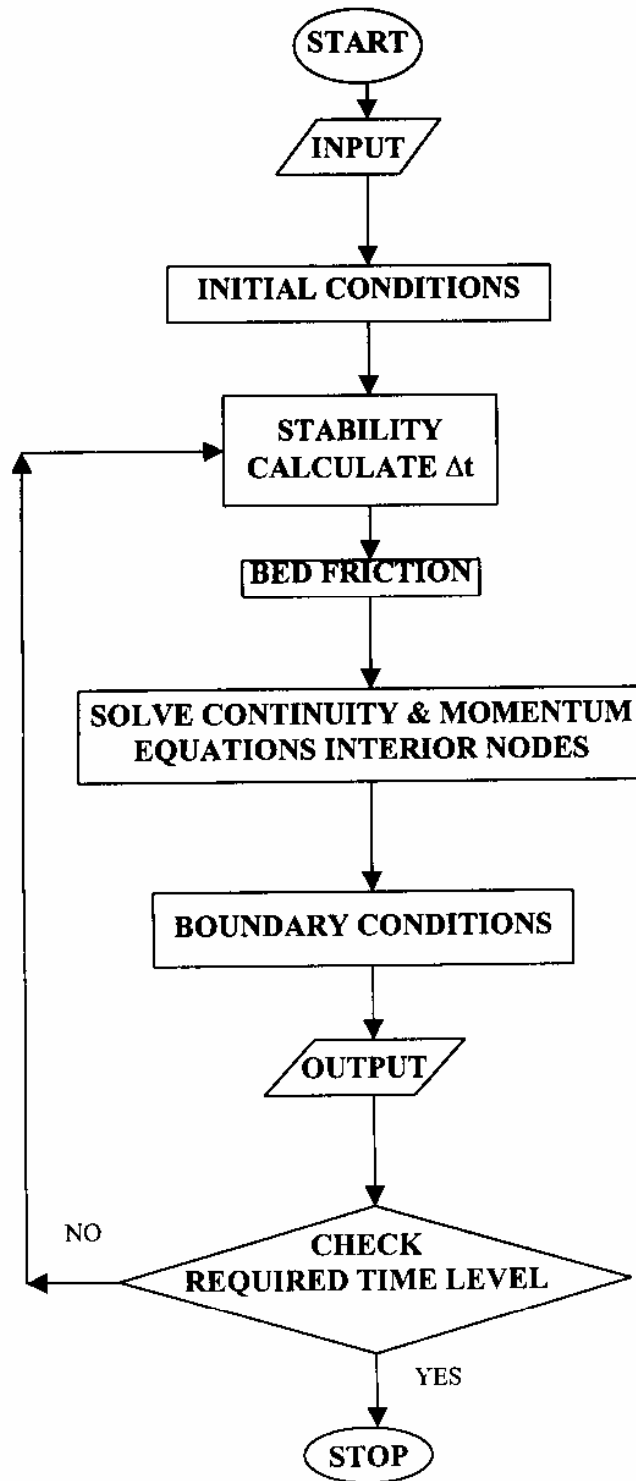 START
INPUT
INITIAL CONDITIONS
STABILITY
CALCULATE Δt
BED FRICTION
SOLVE CONTINUITY & MOMENTUM
EQUATIONS INTERIOR NODES
BOUNDARY CONDITIONS
OUTPUT
NO
CHECK
REQUIRED TIME LEVEL
YES
STOP